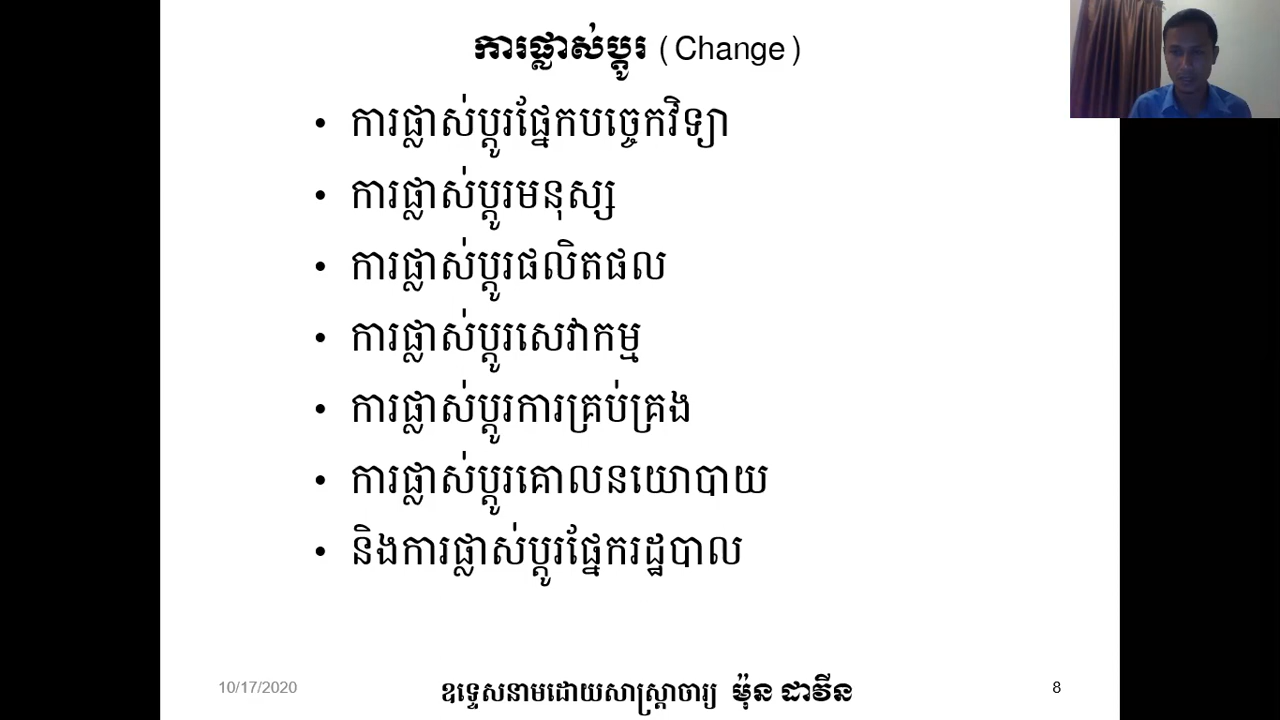 ការផ្លាស់ប្តូរ (Change)
• ការផ្លាស់ប្តូរផ្នែកបច្ចេកវិទ្យា
• ការផ្លាស់ប្តូរមនុស្ស
• ការផ្លាស់ប្តូរផលិតផល
• ការផ្លាស់ប្តូរសេវាកម្ម
• ការផ្លាស់ប្តូរការគ្រប់គ្រង
• ការផ្លាស់ប្តូរគោលនយោបាយ
• និងការផ្លាស់ប្តូរផ្នែករដ្ឋបាល
10/17/2020 ឧទ្ទេសនាមដោយសាស្ត្រាចារ្យ ម៉ុន ដាវីន 8